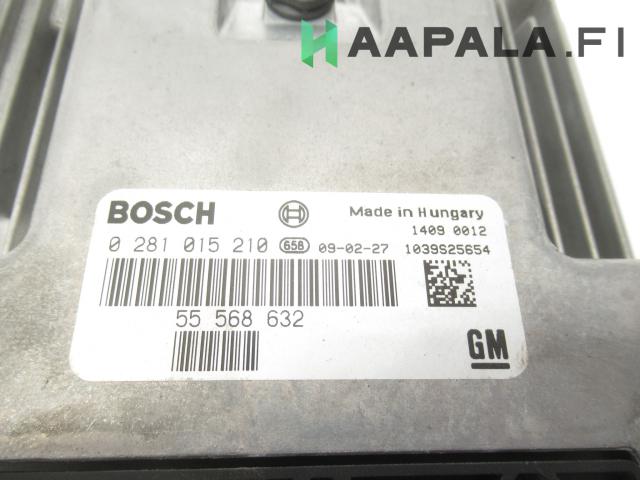 HAAPALA.FI
BOSCH
Made in Hungary
1409 0012
0 281 015 210 658 09-02-27 1039S25654
55 568 632
GM